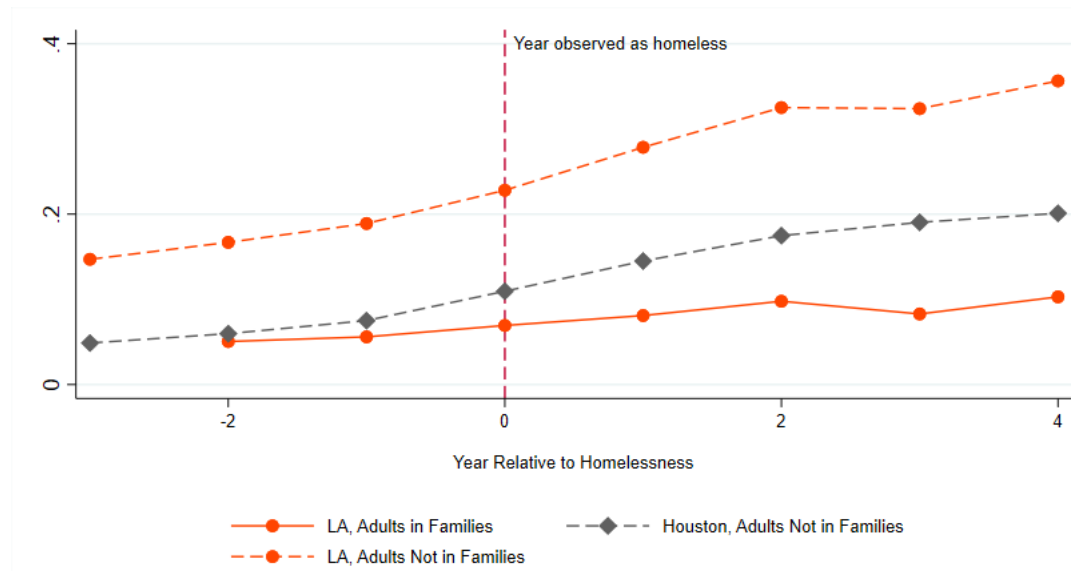 .4
Year observed as homeless
.2
0
-2 0 2 4
Year Relative to Homelessness
LA, Adults in Families Houston, Adults Not in Families
LA, Adults Not in Families